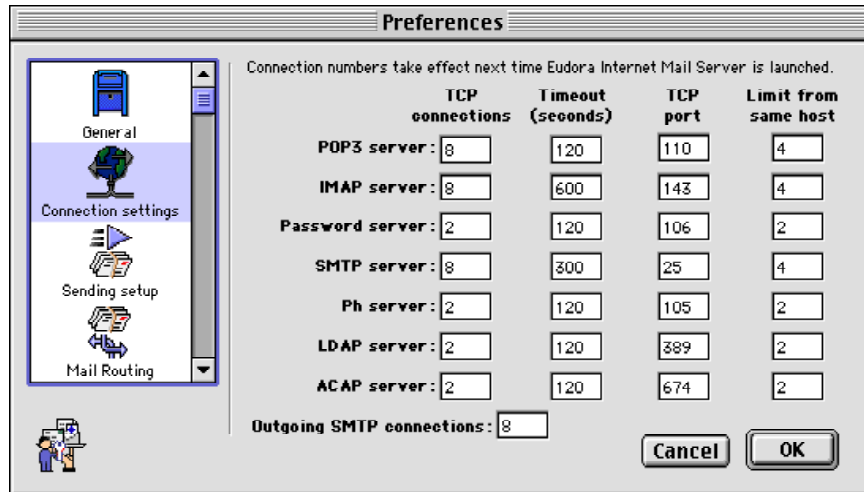 Preferences
General
Connection settings
Sending setup
Mail Routing
Connection numbers take effect next time Eudora Internet Mail Server is launched.
TCP connections Timeout (seconds) TCP port Limit from same host
POP3 server: 8 120 110 4
IMAP server: 8 600 143 4
Password server: 2 120 106 2
SMTP server: 8 300 25 4
Ph server: 2 120 105 2
LDAP server: 2 120 389 2
ACAP server: 2 120 674 2
Outgoing SMTP connections: 8
Cancel OK